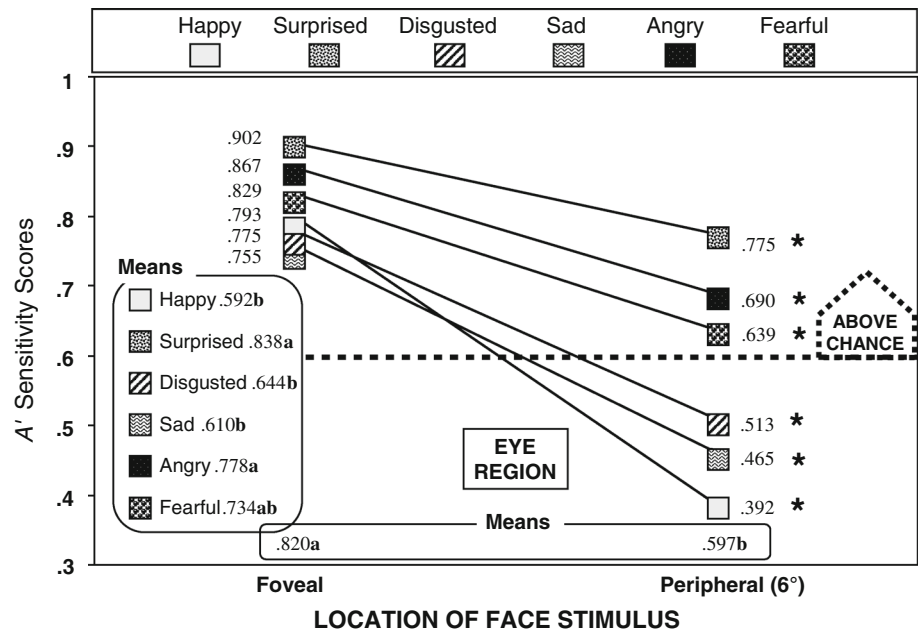 Happy Surprised Disgusted Sad Angry Fearful
1
.9
.8
.7
.6
.5
.4
.3
A' Sensitivity Scores
.902
.867
.829
.793
.775
.755
Means
Happy .592b
Surprised .838a
Disgusted .644b
Sad .610b
Angry .778a
Fearful .734ab
.775 *
.690 *
.639 *
.513 *
.465 *
.392 *
ABOVE
CHANCE
EYE
REGION
Means
.820a .597b
Foveal Peripheral (6°)
LOCATION OF FACE STIMULUS